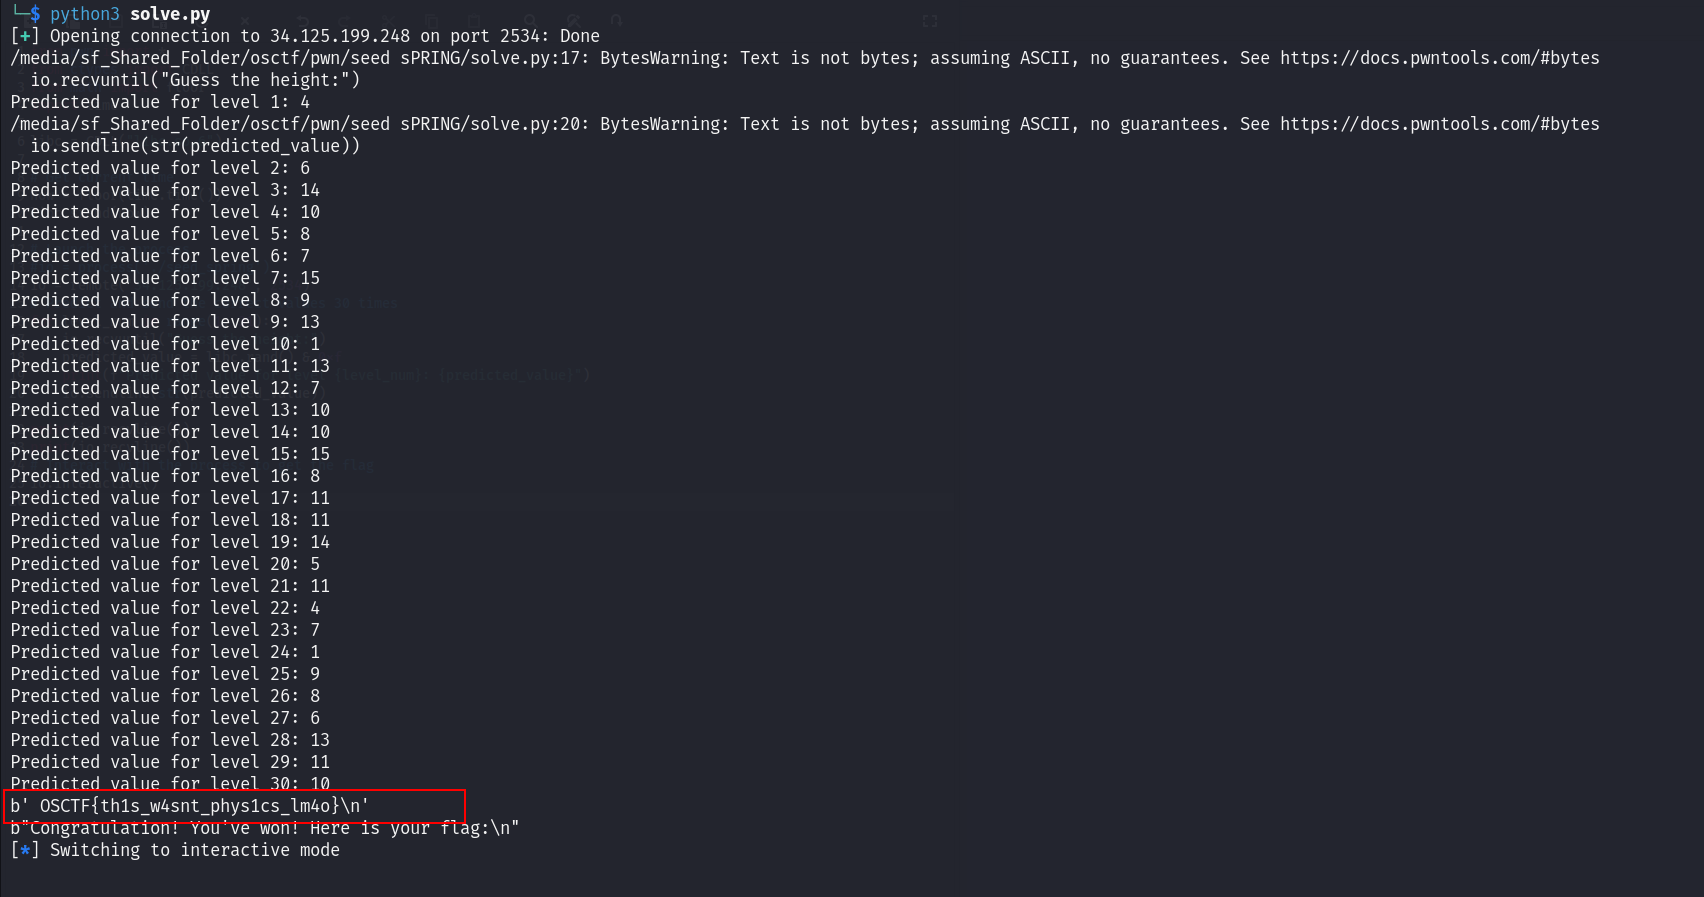 └─$ python3 solve.py
[+] Opening connection to 34.125.199.248 on port 2534: Done
/media/sf_Shared_Folder/osctf/pwn/seed sPRING/solve.py:17: BytesWarning: Text is not bytes; assuming ASCII, no guarantees. See https://docs.pwntools.com/#bytes
  io.recvuntil("Guess the height:")
Predicted value for level 1: 4
/media/sf_Shared_Folder/osctf/pwn/seed sPRING/solve.py:20: BytesWarning: Text is not bytes; assuming ASCII, no guarantees. See https://docs.pwntools.com/#bytes
  io.sendline(str(predicted_value))
Predicted value for level 2: 6
Predicted value for level 3: 14
Predicted value for level 4: 10
Predicted value for level 5: 8
Predicted value for level 6: 7
Predicted value for level 7: 15
Predicted value for level 8: 9
Predicted value for level 9: 13
Predicted value for level 10: 1
Predicted value for level 11: 13
Predicted value for level 12: 7
Predicted value for level 13: 10
Predicted value for level 14: 10
Predicted value for level 15: 15
Predicted value for level 16: 8
Predicted value for level 17: 11
Predicted value for level 18: 11
Predicted value for level 19: 14
Predicted value for level 20: 5
Predicted value for level 21: 11
Predicted value for level 22: 4
Predicted value for level 23: 7
Predicted value for level 24: 1
Predicted value for level 25: 9
Predicted value for level 26: 8
Predicted value for level 27: 6
Predicted value for level 28: 13
Predicted value for level 29: 11
Predicted value for level 30: 10
b' OSCTF{th1s_w4snt_phys1cs_lm4o}\n'
b"Congratulation! You've won! Here is your flag:\n"
[*] Switching to interactive mode